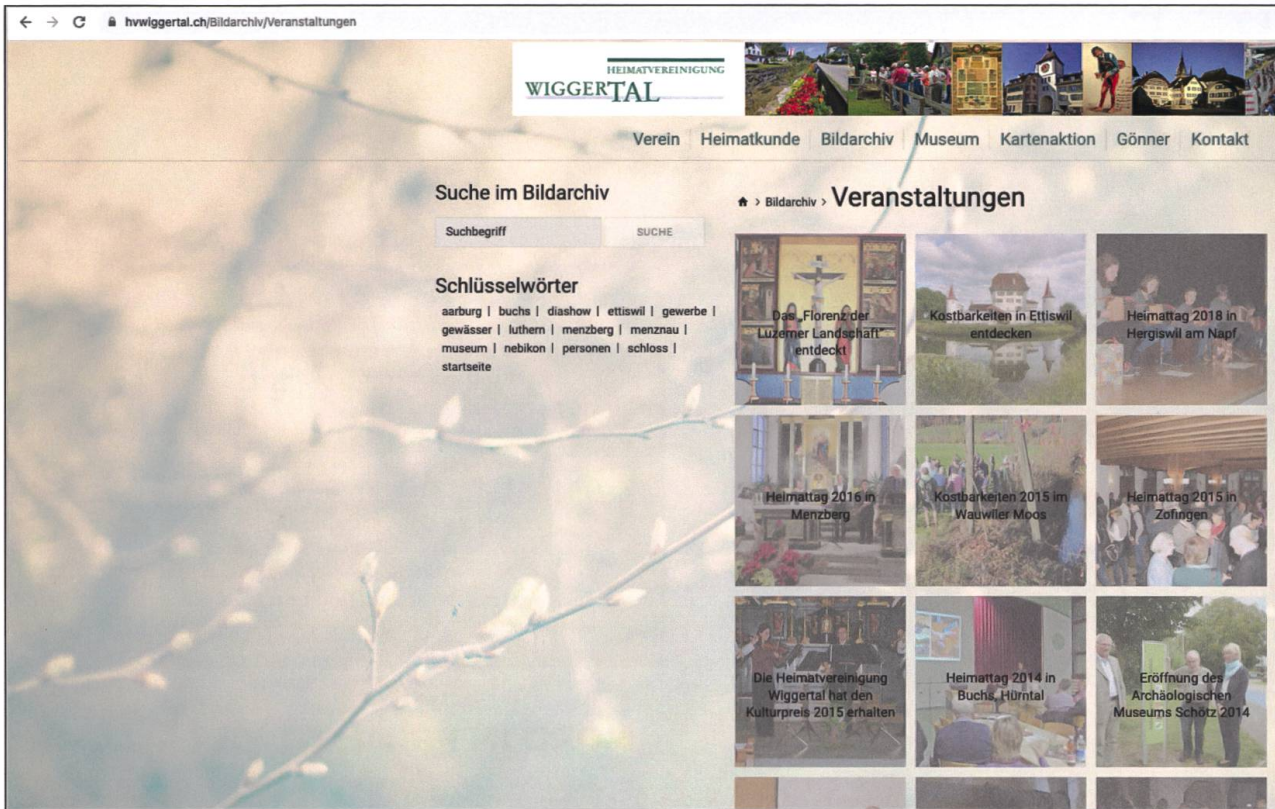 hvwiggertal.ch/Bildarchiv/Veranstaltungen
HEIMATVEREINIGUNG
WIGGERTAL
Verein Heimatkunde Bildarchiv Museum Kartenaktion Gönner Kontakt
Suche im Bildarchiv
Suchbegriff SUCHE
Schlüsselwörter
aarburg | buchs | diashow | ettiswil | gewerbe |
gewässer | luthern | menzberg | menznau |
museum | nebikon | personen | schloss |
startseite
> Bildarchiv > Veranstaltungen
Das „Florenz der
Luzerner Landschaft“
entdeckt
Kostbarkeiten in Ettiswil
entdecken
Heimattag 2018 in
Hergiswil am Napf
Heimattag 2016 in
Menzberg
Kostbarkeiten 2015 im
Wauwiler Moos
Heimattag 2015 in
Zofingen
Die Heimatvereinigung
Wiggertal hat den
Kulturpreis 2015 erhalten
Heimattag 2014 in
Buchs, Hürntal
Eröffnung des
Archäologischen
Museums Schötz 2014